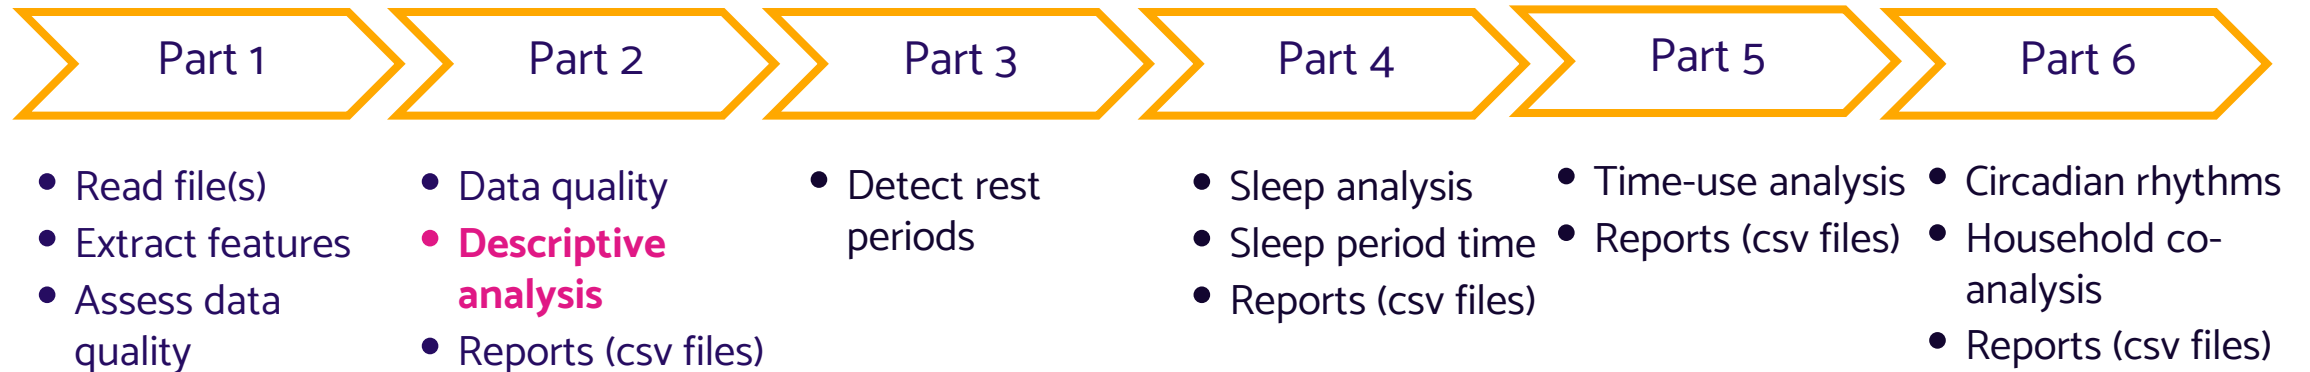 Part 1
Part 2
Part 3
Part 4
Part 5
Part 6
• Read file(s)
• Extract features
• Assess data
quality
• Data quality
• Descriptive
analysis
• Reports (csv files)
• Detect rest
periods
• Sleep analysis
• Sleep period time
• Reports (csv files)
• Time-use analysis
• Reports (csv files)
• Circadian rhythms
• Household co-
analysis
• Reports (csv files)